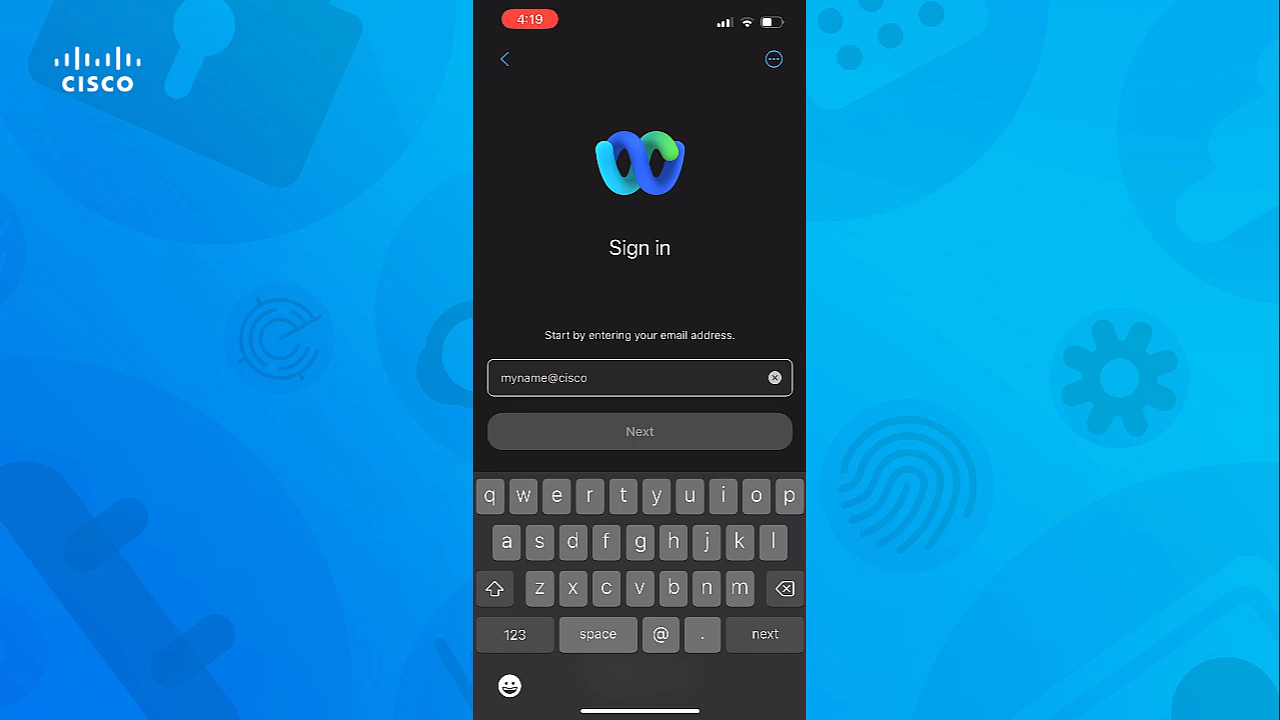 CISCO
4:19
Sign in
Start by entering your email address.
myname@cisco
Next
q w e r t y u i o p
a s d f g h j k l
z x c v b n m
123 space @ . next